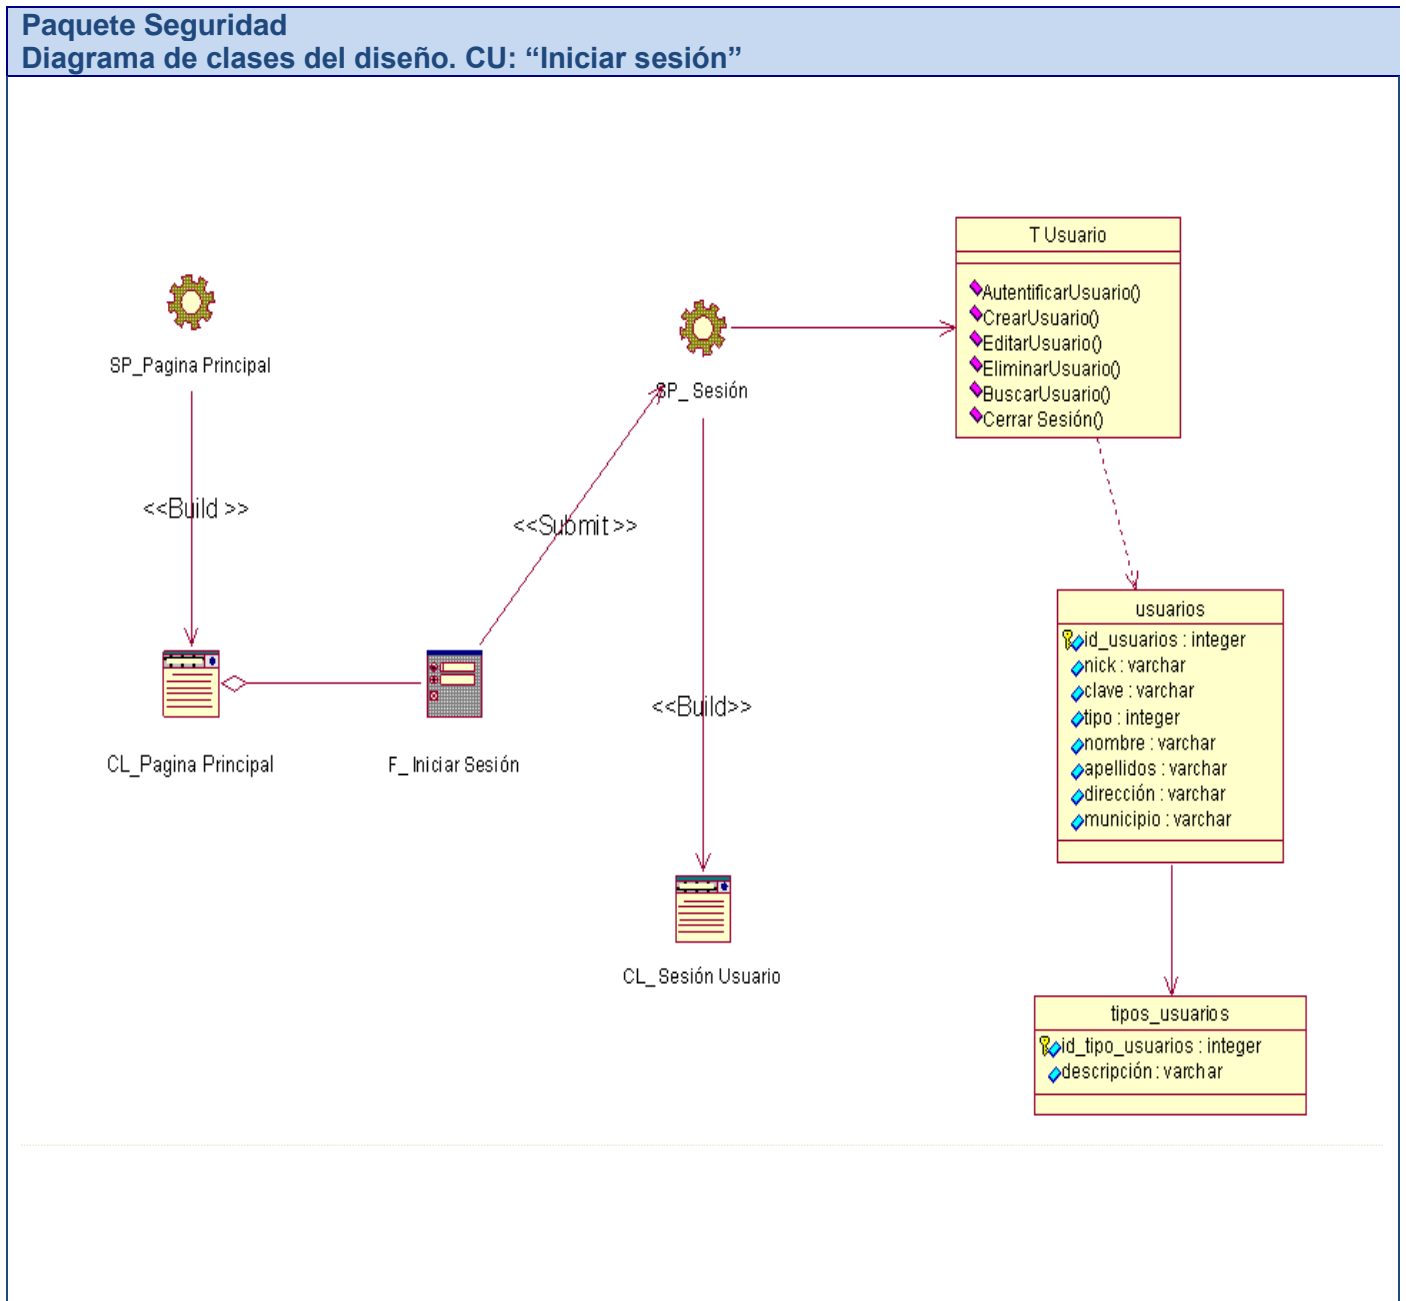 Paquete Seguridad
Diagrama de clases del diseño. CU: “Iniciar sesión”
SP_Pagina Principal
<<Build >>
CL_Pagina Principal
F_ Iniciar Sesión
<<Submit >>
SP_ Sesión
<<Build>>
CL_ Sesión Usuario
T Usuario
AutentificarUsuario()
CrearUsuario()
EditarUsuario()
EliminarUsuario()
BuscarUsuario()
Cerrar Sesión()
usuarios
id_usuarios : integer
nick : varchar
clave : varchar
tipo : integer
nombre : varchar
apellidos : varchar
dirección : varchar
municipio : varchar
tipos_usuarios
id_tipo_usuarios : integer
descripción : varchar